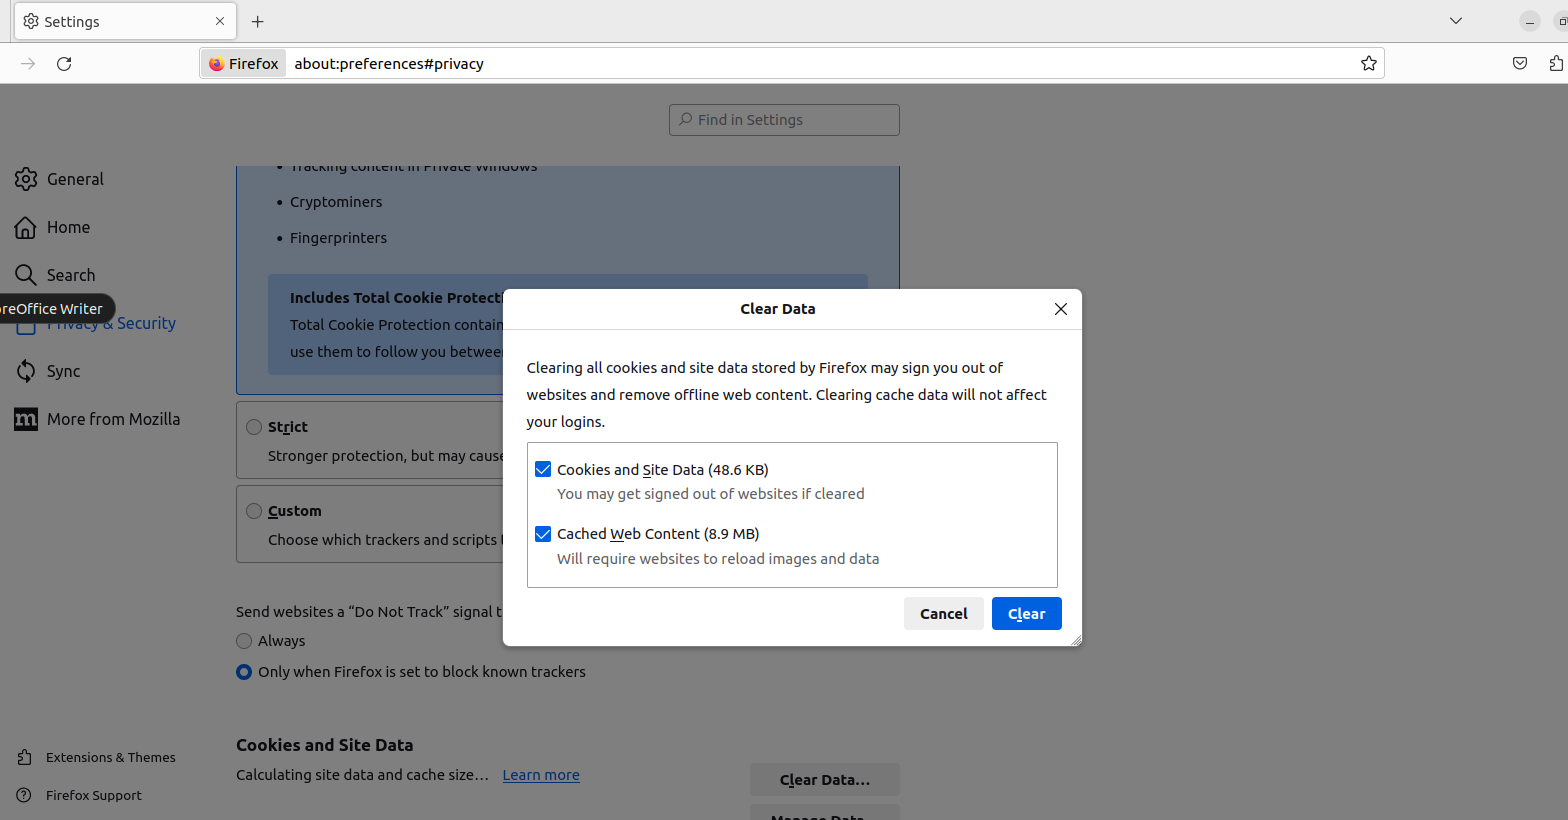 Settings
Firefox
about:preferences#privacy
Find in Settings
General
Home
Search
reOffice Writer
Privacy & Security
Sync
More from Mozilla
Extensions & Themes
Firefox Support
Tracking content in Private Windows
Cryptominers
Fingerprinters
Includes Total Cookie Protecti
Total Cookie Protection contain
use them to follow you between
Strict
Stronger protection, but may cause
Custom
Choose which trackers and scripts
Send websites a “Do Not Track” signal t
Always
Only when Firefox is set to block known trackers
Cookies and Site Data
Calculating site data and cache size… Learn more
Clear Data…
Manage Data…
Clear Data
Clearing all cookies and site data stored by Firefox may sign you out of
websites and remove offline web content. Clearing cache data will not affect
your logins.
Cookies and Site Data (48.6 KB)
You may get signed out of websites if cleared
Cached Web Content (8.9 MB)
Will require websites to reload images and data
Cancel
Clear